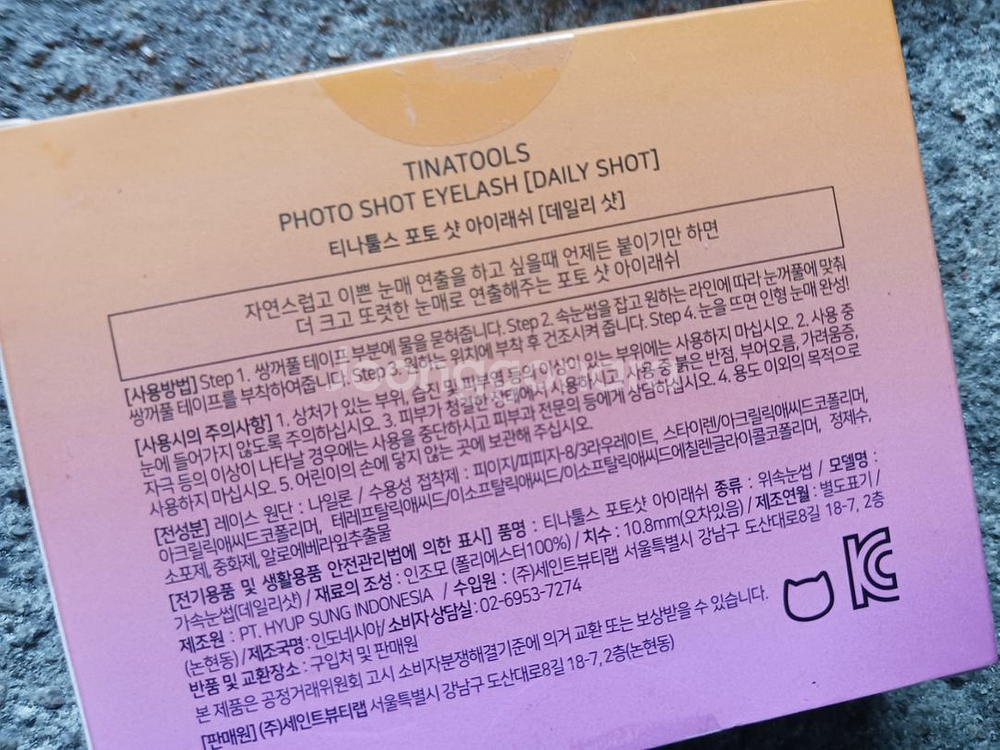 TINATOOLS
PHOTO SHOT EYELASH [DAILY SHOT]
티나툴스 포토 샷 아이래쉬 [데일리 샷]
자연스럽고 이쁜 눈매 연출을 하고 싶을때 언제든 붙이기만 하면
더 크고 또렷한 눈매로 연출해주는 포토 샷 아이래쉬
[사용방법] Step 1. 쌍꺼풀 테이프 부분에 물을 묻혀줍니다. Step 2. 속눈썹을 잡고 원하는 라인에 따라 눈꺼풀에 맞춰
쌍꺼풀 테이프를 부착하여줍니다. Step 3. 원하는 위치에 부착 후 건조시켜 줍니다. Step 4. 눈을 뜨면 인형 눈매 완성!
[사용시의 주의사항] 1. 상처가 있는 부위, 습진 및 피부염 등의 이상이 있는 부위에는 사용하지 마십시오. 2. 사용 중
눈에 들어가지 않도록 주의하십시오. 3. 피부가 청결한 상태에서 사용하시고 사용 중 붉은 반점, 부어오름, 가려움증,
자극 등의 이상이 나타날 경우에는 사용을 중단하시고 피부과 전문의 등에게 상담하십시오. 4. 용도 이외의 목적으로
사용하지 마십시오. 5. 어린이의 손에 닿지 않는 곳에 보관해 주십시오.
[전성분] 레이스 원단 : 나일론 / 수용성 접착제 : 피이지/피피지-8/3라우레이트, 스타이렌/아크릴릭애씨드코폴리머,
아크릴릭애씨드코폴리머, 테레프탈릭애씨드/이소프탈릭애씨드/이소프탈릭애씨드에칠렌글라이콜코폴리머, 정제수,
소포제, 중화제, 알로에베라잎추출물
[전기용품 및 생활용품 안전관리법에 의한 표시] 품명 : 티나툴스 포토샷 아이래쉬 종류 : 위속눈썹 / 모델명 :
가속눈썹(데일리샷) / 재료의 조성 : 인조모 (폴리에스터100%) / 치수 : 10.8mm(오차있음) / 제조연월 : 별도표기 /
제조원 : PT. HYUP SUNG INDONESIA / 수입원 : (주)세인트뷰티랩 서울특별시 강남구 도산대로8길 18-7, 2층
(논현동) / 제조국명 : 인도네시아/ 소비자상담실 : 02-6953-7274
반품 및 교환장소 : 구입처 및 판매원
본 제품은 공정거래위원회 고시 소비자분쟁해결기준에 의거 교환 또는 보상받을 수 있습니다.
[판매원] (주)세인트뷰티랩 서울특별시 강남구 도산대로8길 18-7, 2층(논현동)